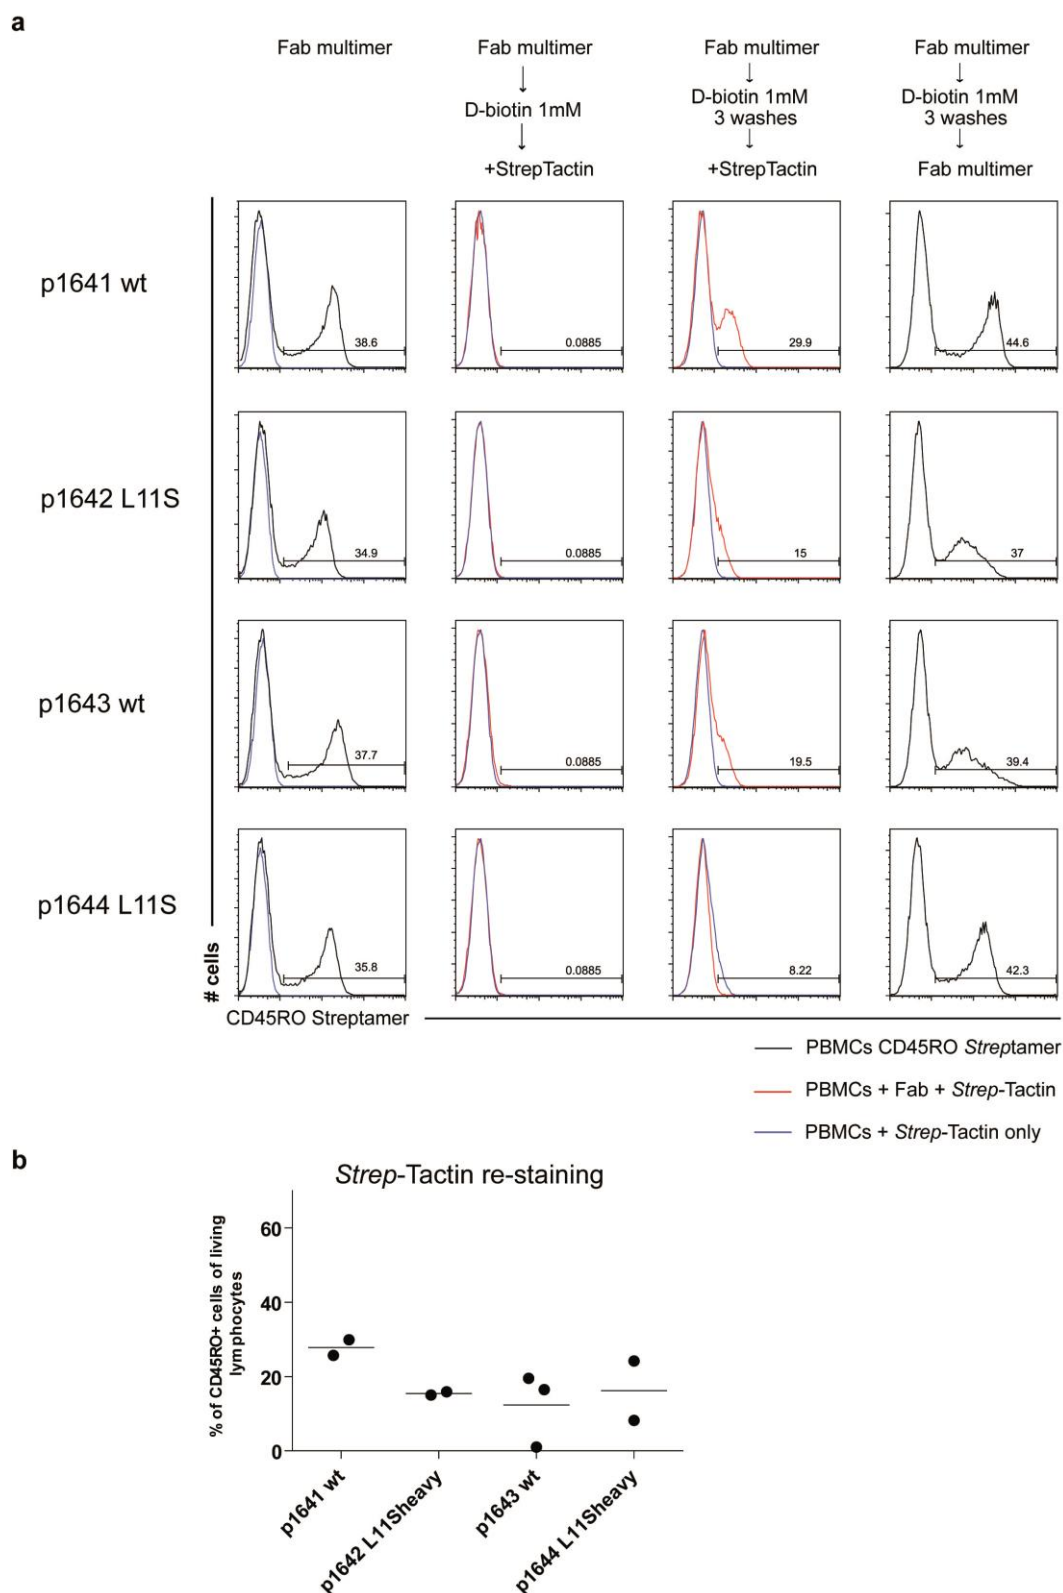 a
Fab multimer
Fab multimer
D-biotin 1mM
+StrepTactin
Fab multimer
D-biotin 1mM
3 washes
+StrepTactin
Fab multimer
D-biotin 1mM
3 washes
Fab multimer
p1641 wt
38.6
0.0885
29.9
44.6
p1642 L11S
34.9
0.0885
15
37
p1643 wt
37.7
0.0885
19.5
39.4
p1644 L11S
35.8
0.0885
8.22
42.3
# cells
CD45RO Streptamer
PBMCs CD45RO Streptamer
PBMCs + Fab + Strep-Tactin
PBMCs + Strep-Tactin only
b
Strep-Tactin re-staining
% of CD45RO+ cells of living
lymphocytes
60
40
20
0
p1641 wt
p1642 L11Sheavy
p1643 wt
p1644 L11Sheavy